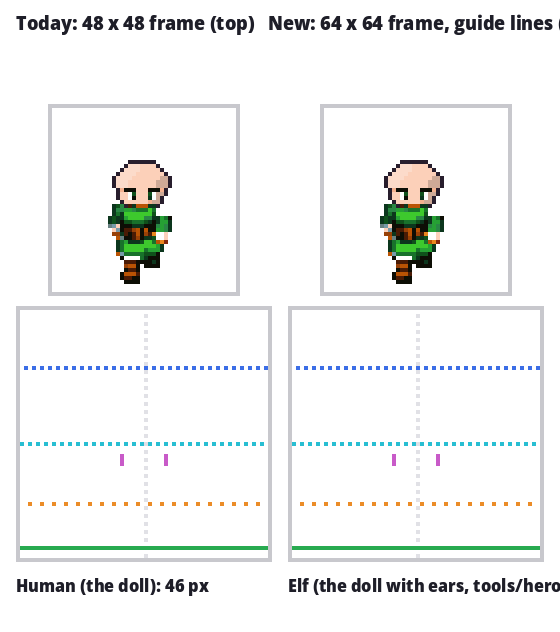 Today: 48 x 48 frame (top)
New: 64 x 64 frame, guide lines (
Human (the doll): 46 px
Elf (the doll with ears, tools/hero